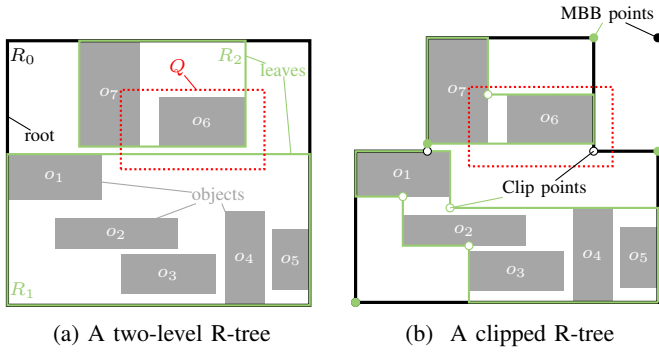 MBB points
R₀
Q
R₂
leaves
o₇
o₆
root
o₁
objects
o₂
o₄
o₃
o₅
R₁
o₇
o₆
o₁
Clip points
o₂
o₄
o₃
o₅
(a) A two-level R-tree
(b) A clipped R-tree